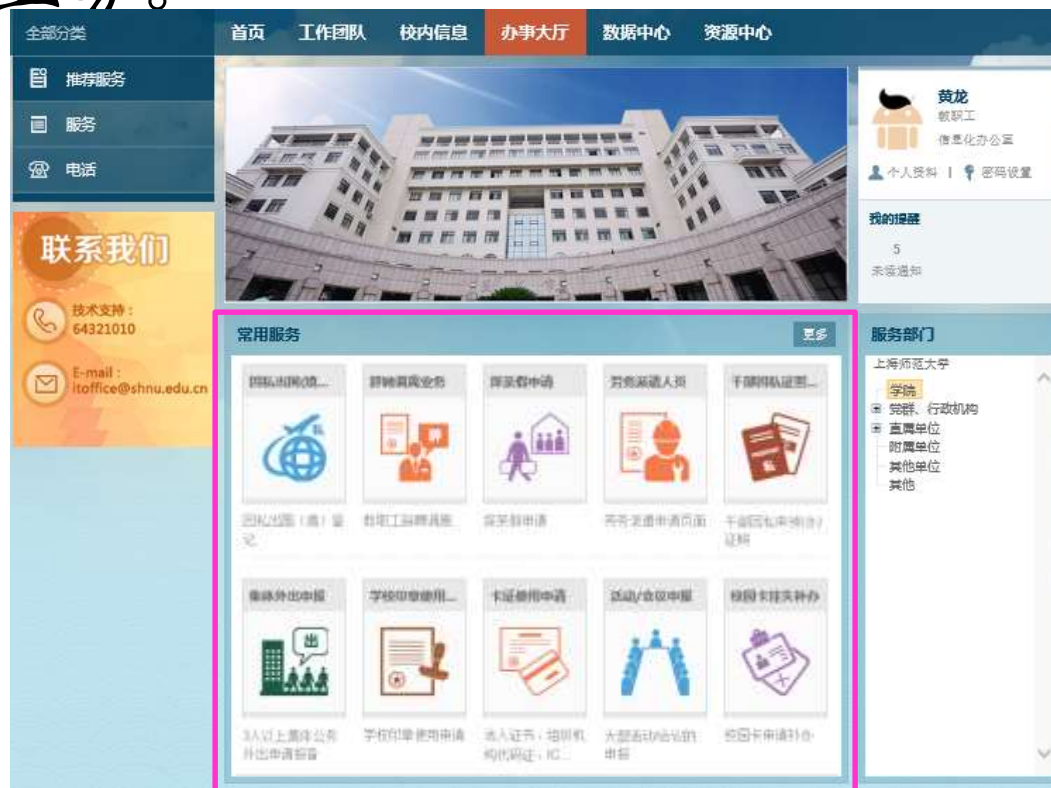 全部分类
首页 工作团队 校内信息 办事大厅 数据中心 资源中心
推荐服务
服务
电话
联系我们
技术支持：
64321010
E-mail：
itoffice@shnu.edu.cn
黄龙
教职工
信息化办公室
个人资料 | 密码设置
我的提醒
5
未读通知
常用服务 更多
因私出国(境... 辞聘调离业务 探亲假申请 劳务派遣人员 干部因私证照...
因私出国（境）登记
教职工辞聘调离
探亲假申请
劳务派遣申请页面
集体外出申报 学校印章使用... 卡证使用申请 活动/会议申报 校园卡挂失补办
出
3人以上集体公务
外出申请报备
学校印章使用申请
大型活动/会议的
申报
校园卡申请补办
服务部门
上海师范大学
学院
党群、行政机构
直属单位
附属单位
其他单位
其他